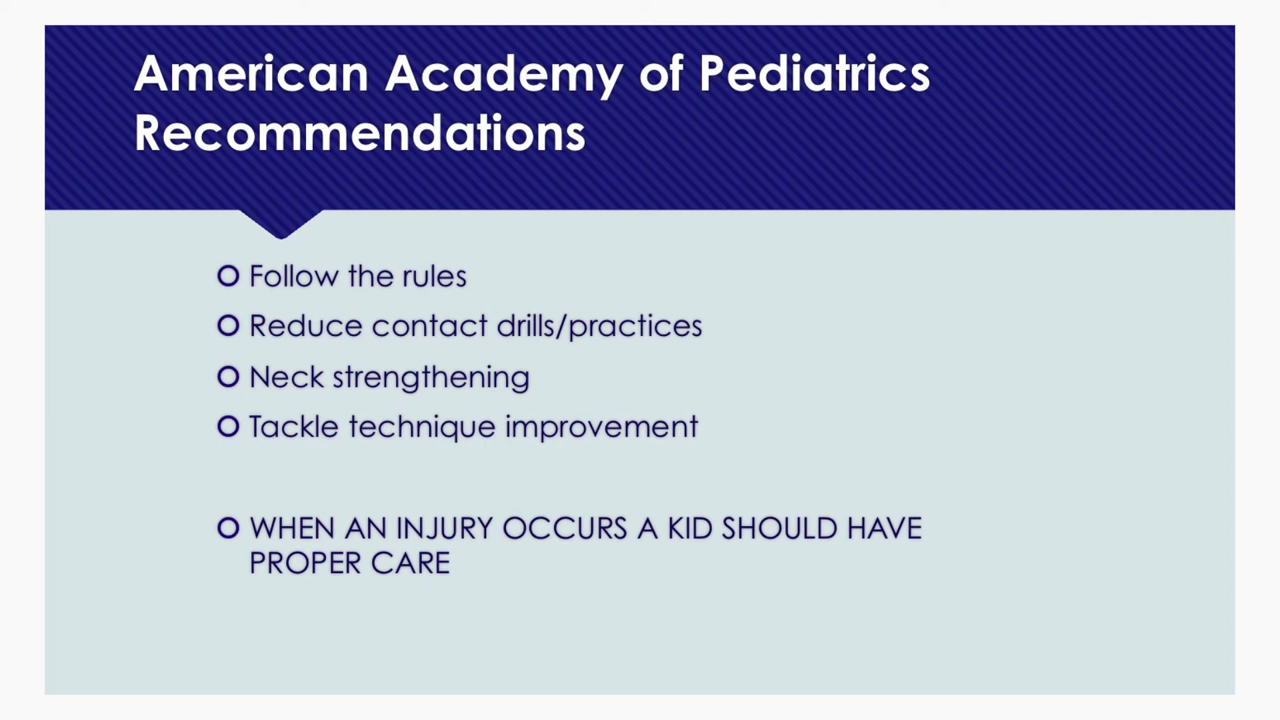 American Academy of Pediatrics
Recommendations
Follow the rules
Reduce contact drills/practices
Neck strengthening
Tackle technique improvement
WHEN AN INJURY OCCURS A KID SHOULD HAVE
PROPER CARE